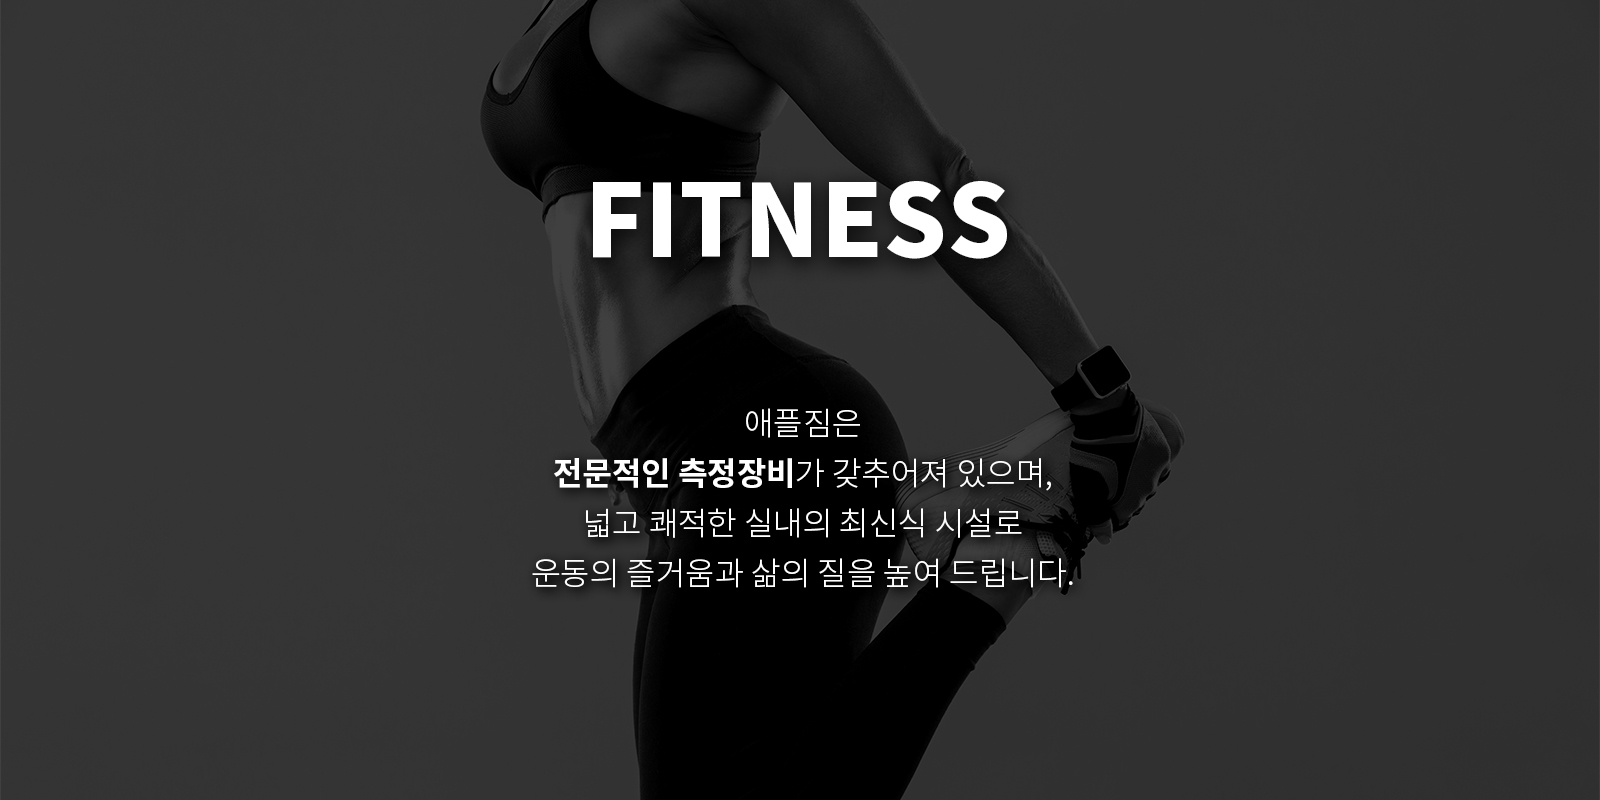 FITNESS
애플짐은
전문적인 측정장비가 갖추어져 있으며,
넓고 쾌적한 실내의 최신식 시설로
운동의 즐거움과 삶의 질을 높여 드립니다.